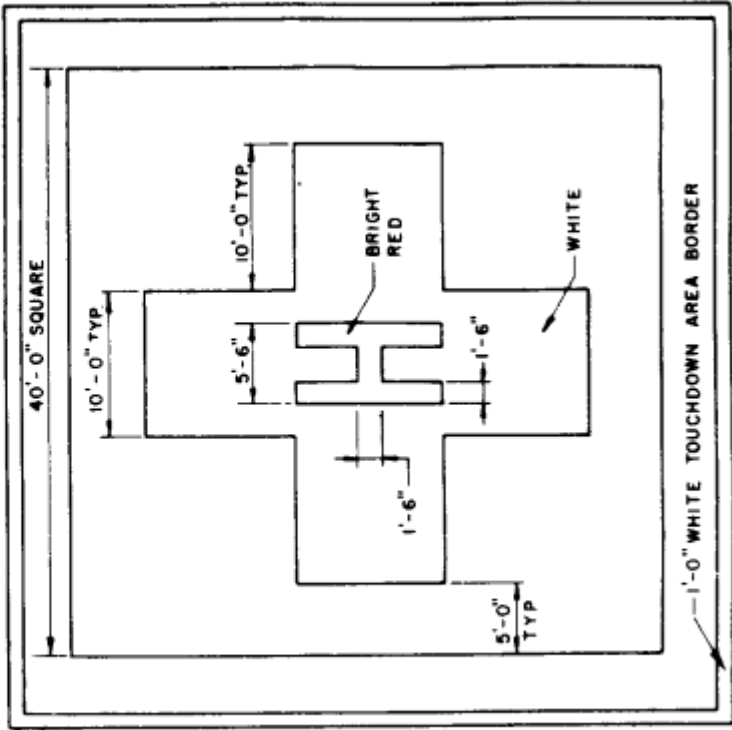 40'-0" SQUARE
10'-0" TYP
10'-0" TYP
5'-6"
BRIGHT
RED
H
1'-6"
1'-6"
WHITE
5'-0"
TYP
1'-0" WHITE TOUCHDOWN AREA BORDER